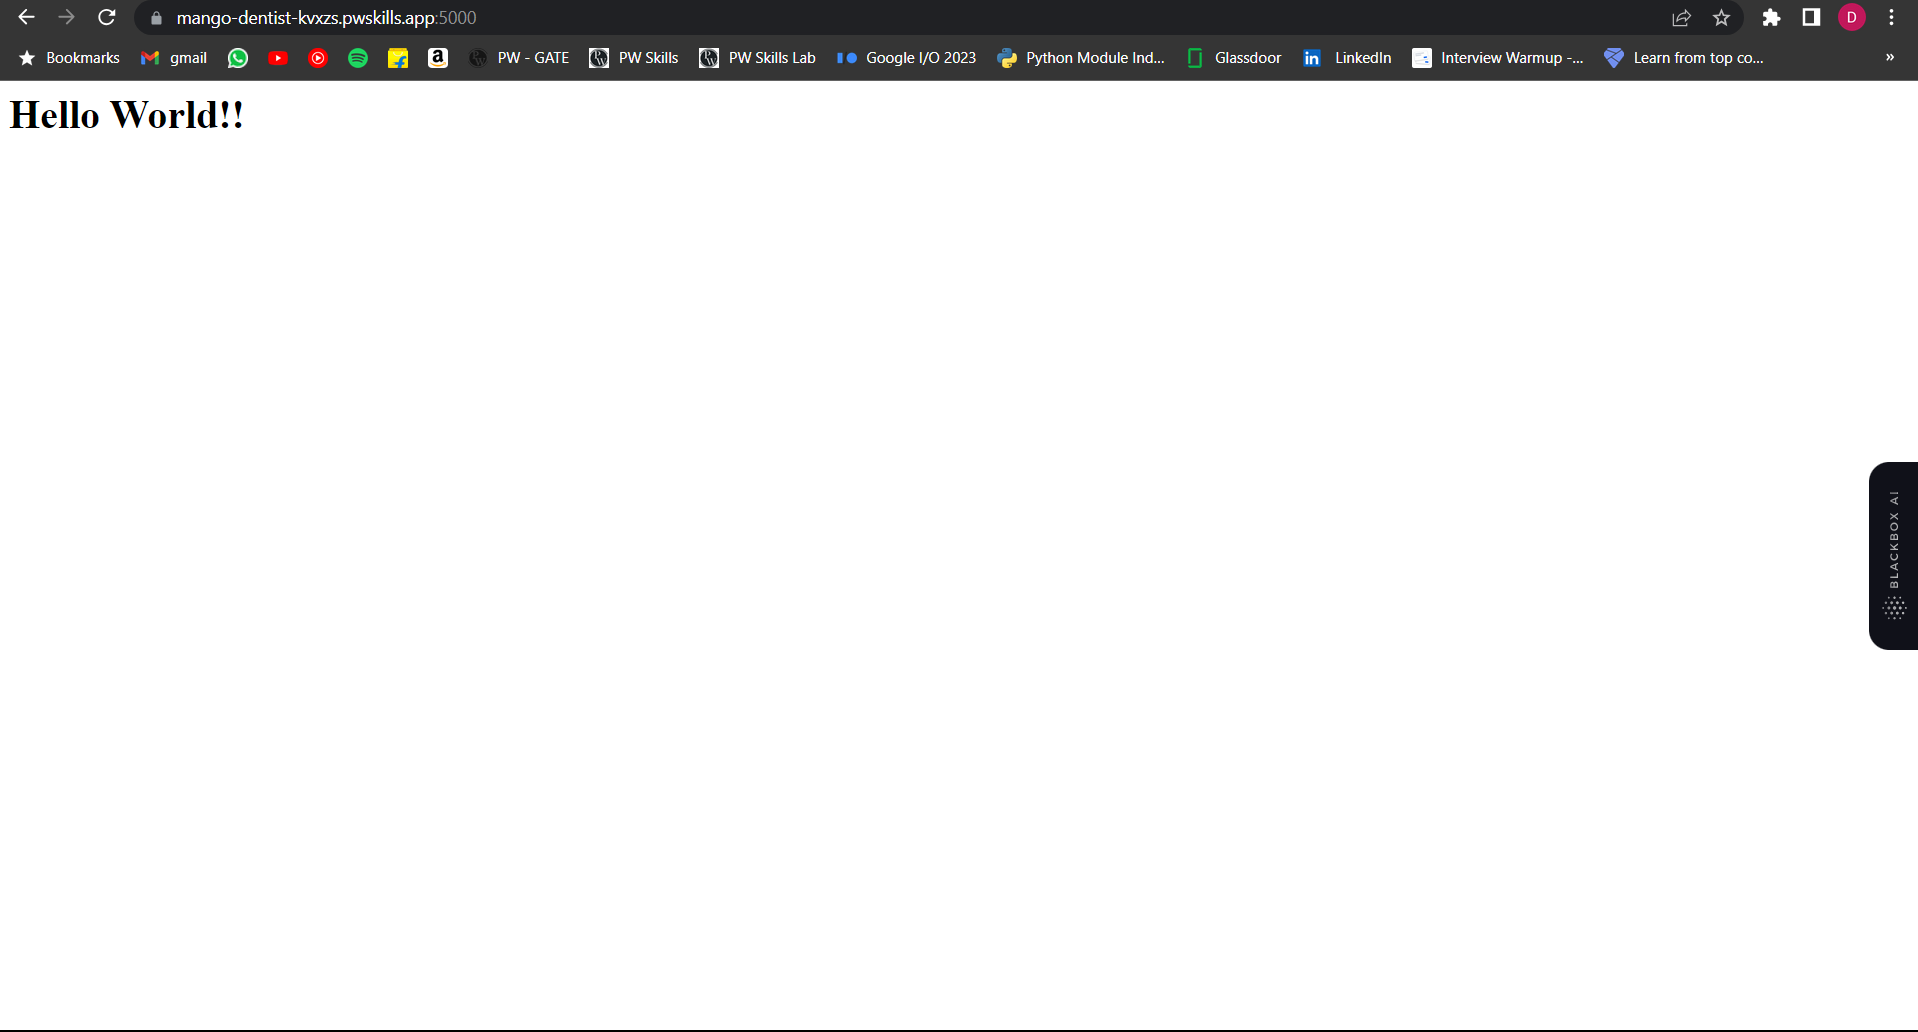 mango-dentist-kvxzs.pwskills.app:5000
D
Bookmarks gmail PW - GATE PW Skills PW Skills Lab Google I/O 2023 Python Module Ind... Glassdoor LinkedIn Interview Warmup -... Learn from top co... »
Hello World!!
BLACKBOX AI